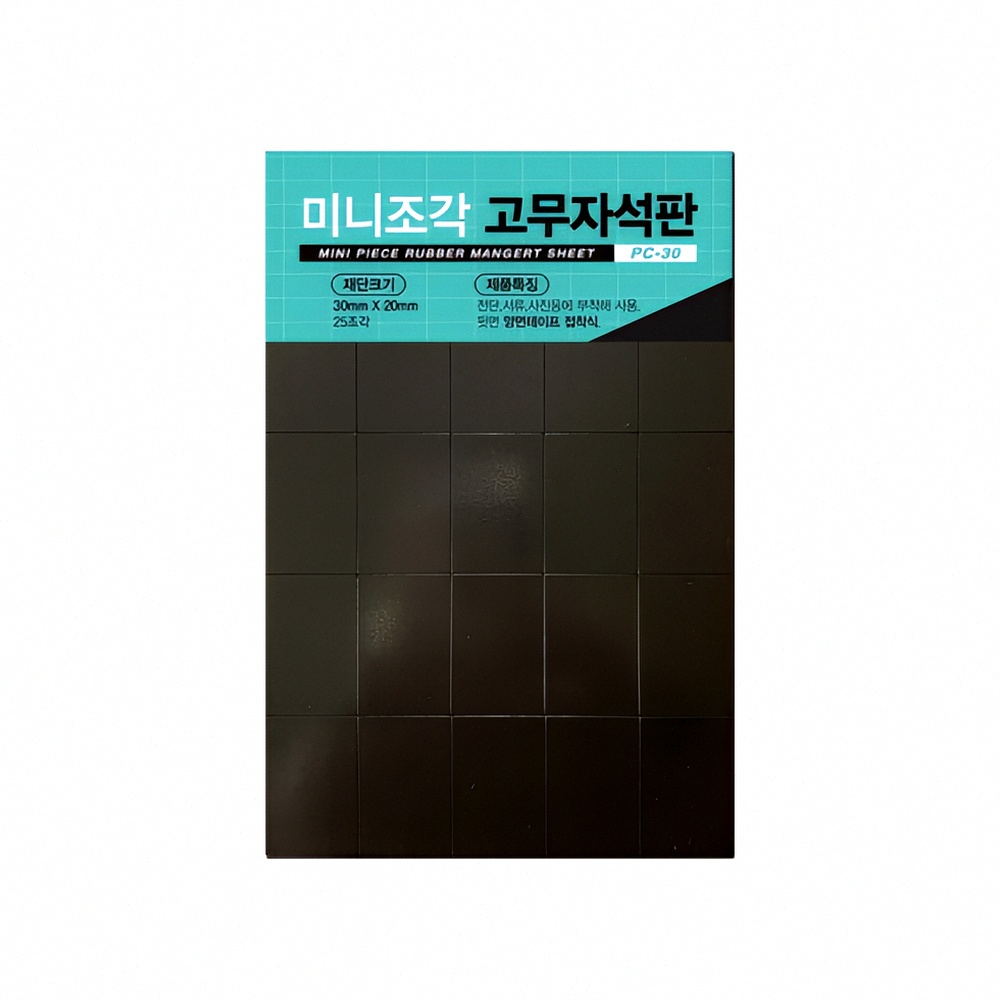 미니조각 고무자석판
MINI PIECE RUBBER MANGERT SHEET PC-30
재단크기
30mm X 20mm
25조각
제품특징
전단,서류,사진등에 부착해 사용.
뒷면 양면테이프 접착식.